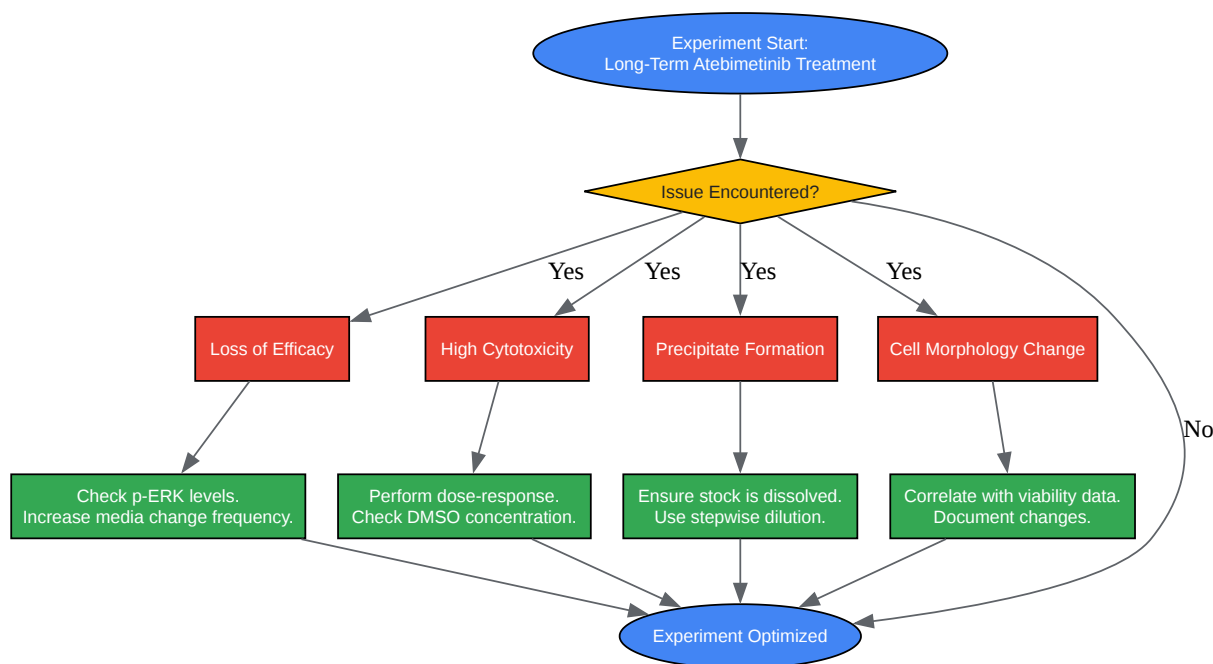 Experiment Start:
Long-Term Atebimetinib Treatment
Issue Encountered?
Yes
Yes
Yes
Yes
No
Loss of Efficacy
High Cytotoxicity
Precipitate Formation
Cell Morphology Change
Check p-ERK levels.
Increase media change frequency.
Perform dose-response.
Check DMSO concentration.
Ensure stock is dissolved.
Use stepwise dilution.
Correlate with viability data.
Document changes.
Experiment Optimized